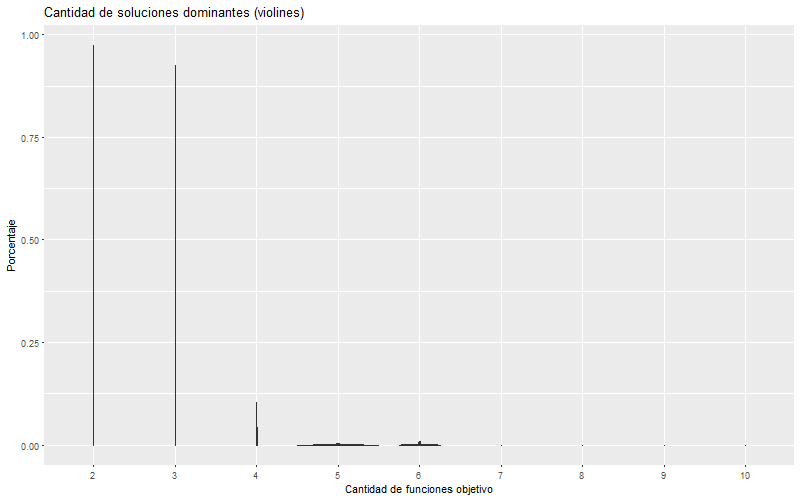 Cantidad de soluciones dominantes (violines)
Porcentaje
1.00
0.75
0.50
0.25
0.00
2 3 4 5 6 7 8 9 10
Cantidad de funciones objetivo